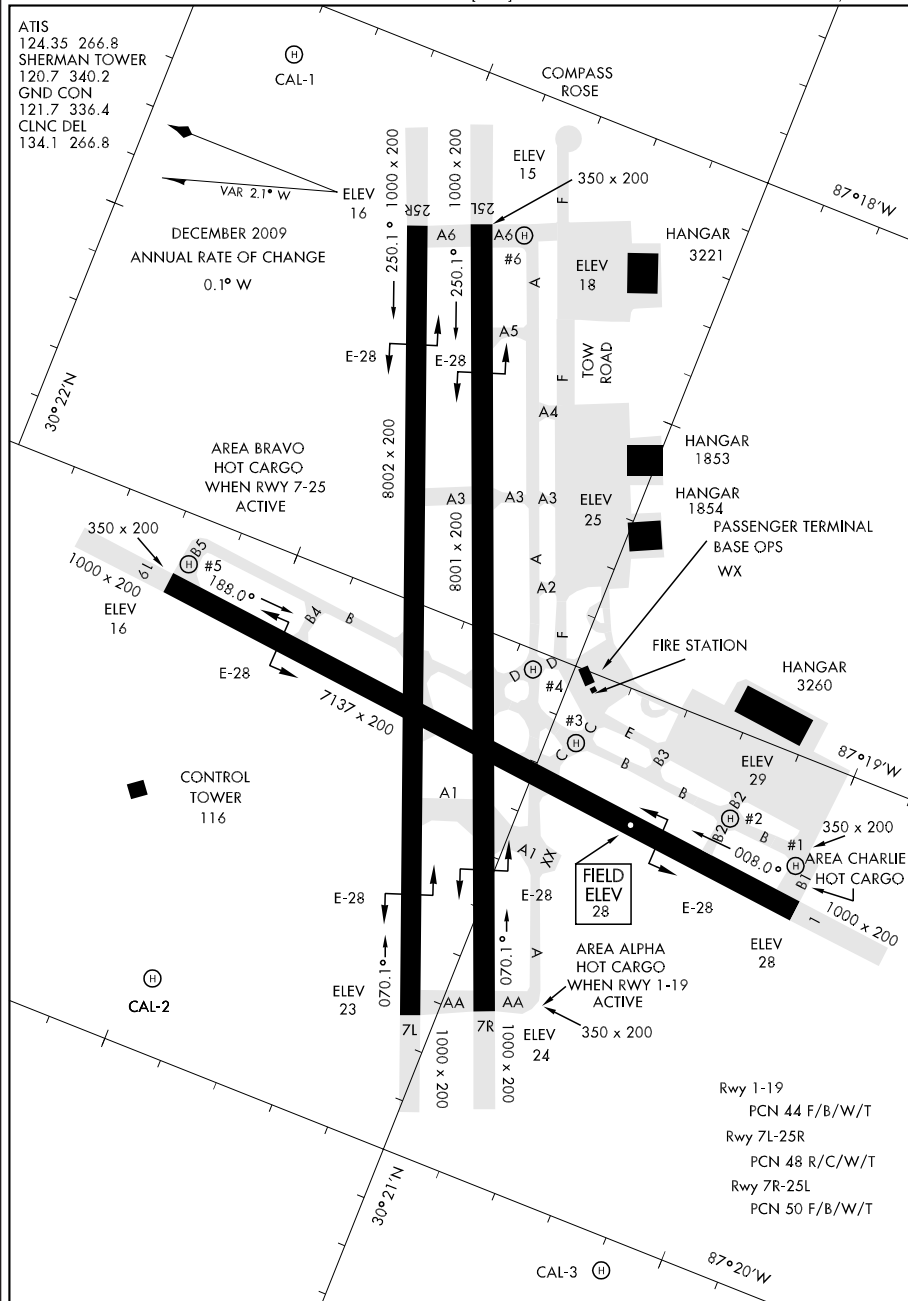 ATIS
124.35 266.8
SHERMAN TOWER
120.7 340.2
GND CON
121.7 336.4
CLNC DEL
134.1 266.8
H
CAL-1
COMPASS
ROSE
VAR 2.1° W
ELEV
16
DECEMBER 2009
ANNUAL RATE OF CHANGE
0.1° W
1000 x 200
1000 x 200
ELEV
15
350 x 200
F
87°18'W
25R
25L
A6
A6
H
#6
HANGAR
3221
ELEV
18
250.1°
250.1°
A
A5
E-28
E-28
TOW
ROAD
F
30°22'N
A4
8002 x 200
8001 x 200
AREA BRAVO
HOT CARGO
WHEN RWY 7-25
ACTIVE
HANGAR
1853
HANGAR
1854
A3
A3
A3
ELEV
25
PASSENGER TERMINAL
BASE OPS
WX
350 x 200
1000 x 200
19
H
B5
#5
188.0°
B4
B
A
A2
F
ELEV
16
E-28
7137 x 200
FIRE STATION
D
H
D
#4
HANGAR
3260
#3
C
H
C
E
B
B3
87°19'W
ELEV
29
CONTROL
TOWER
116
A1
A1
XX
B
B2
B2
H
#2
B
#1
H
350 x 200
B1
AREA CHARLIE
HOT CARGO
008.0°
1000 x 200
1
FIELD
ELEV
28
E-28
E-28
E-28
ELEV
28
A
070.1°
070.1°
AREA ALPHA
HOT CARGO
WHEN RWY 1-19
ACTIVE
H
CAL-2
ELEV
23
AA
AA
350 x 200
7L
7R
ELEV
24
1000 x 200
1000 x 200
Rwy 1-19
PCN 44 F/B/W/T
Rwy 7L-25R
PCN 48 R/C/W/T
Rwy 7R-25L
PCN 50 F/B/W/T
30°21'N
87°20'W
CAL-3
H